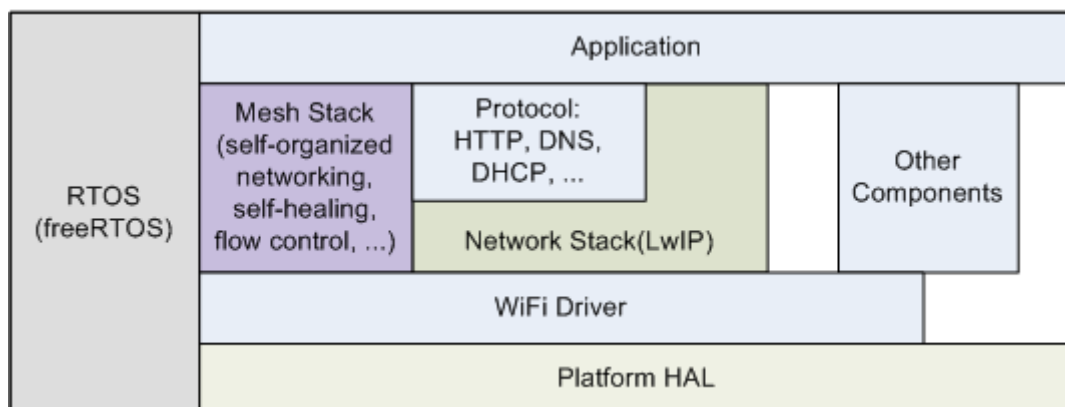 RTOS
(freeRTOS)
Application
Mesh Stack
(self-organized
networking,
self-healing,
flow control, ...)
Protocol:
HTTP, DNS,
DHCP, ...
Network Stack(LwIP)
Other
Components
WiFi Driver
Platform HAL